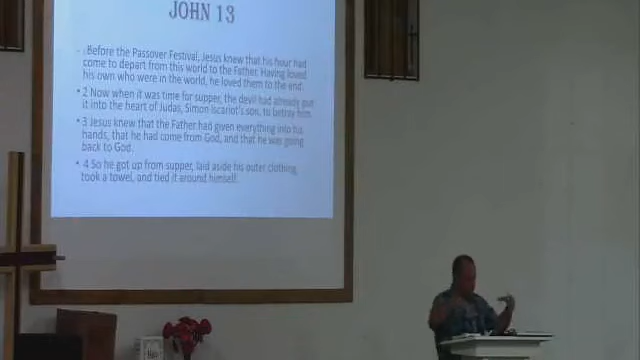 JOHN 13
Before the Passover Festival, Jesus knew that his hour had
come to depart from this world to the Father. Having loved
his own who were in the world, he loved them to the end.
• 2 Now when it was time for supper, the devil had already put
it into the heart of Judas, Simon Iscariot's son, to betray him.
• 3 Jesus knew that the Father had given everything into his
hands, that he had come from God, and that he was going
back to God.
• 4 So he got up from supper, laid aside his outer clothing,
took a towel, and tied it around himself.